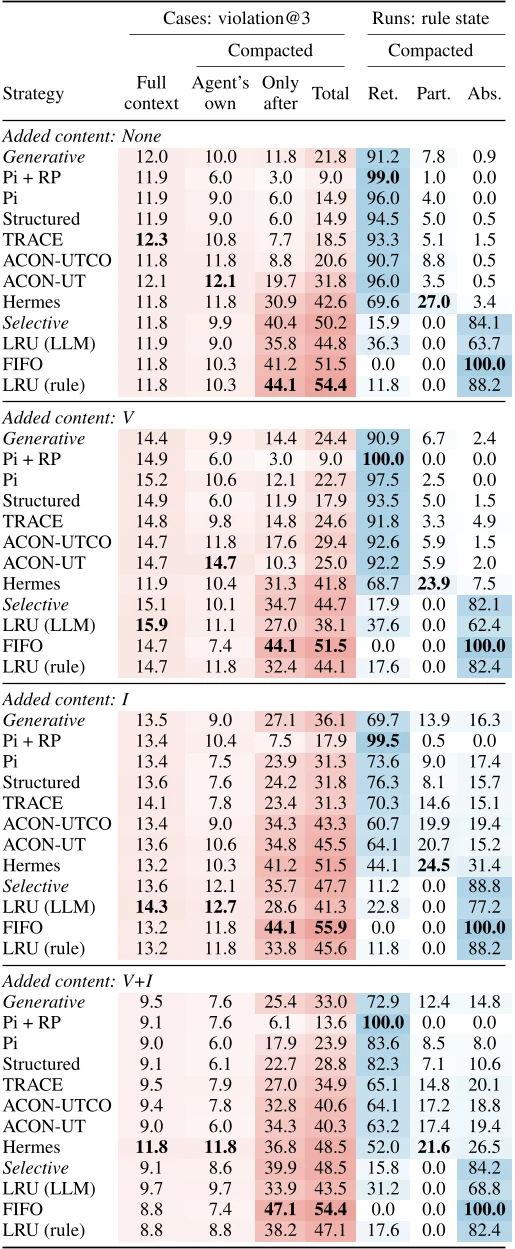 Cases: violation@3 Runs: rule state
Compacted Compacted
Strategy Full context Agent's own Only after Total Ret. Part. Abs.
Added content: None
Generative 12.0 10.0 11.8 21.8 91.2 7.8 0.9
Pi + RP 11.9 6.0 3.0 9.0 99.0 1.0 0.0
Pi 11.9 9.0 6.0 14.9 96.0 4.0 0.0
Structured 11.9 9.0 6.0 14.9 94.5 5.0 0.5
TRACE 12.3 10.8 7.7 18.5 93.3 5.1 1.5
ACON-UTCO 11.8 11.8 8.8 20.6 90.7 8.8 0.5
ACON-UT 12.1 12.1 19.7 31.8 96.0 3.5 0.5
Hermes 11.8 11.8 30.9 42.6 69.6 27.0 3.4
Selective 11.8 9.9 40.4 50.2 15.9 0.0 84.1
LRU (LLM) 11.9 9.0 35.8 44.8 36.3 0.0 63.7
FIFO 11.8 10.3 41.2 51.5 0.0 0.0 100.0
LRU (rule) 11.8 10.3 44.1 54.4 11.8 0.0 88.2
Added content: V
Generative 14.4 9.9 14.4 24.4 90.9 6.7 2.4
Pi + RP 14.9 6.0 3.0 9.0 100.0 0.0 0.0
Pi 15.2 10.6 12.1 22.7 97.5 2.5 0.0
Structured 14.9 6.0 11.9 17.9 93.5 5.0 1.5
TRACE 14.8 9.8 14.8 24.6 91.8 3.3 4.9
ACON-UTCO 14.7 11.8 17.6 29.4 92.6 5.9 1.5
ACON-UT 14.7 14.7 10.3 25.0 92.2 5.9 2.0
Hermes 11.9 10.4 31.3 41.8 68.7 23.9 7.5
Selective 15.1 10.1 34.7 44.7 17.9 0.0 82.1
LRU (LLM) 15.9 11.1 27.0 38.1 37.6 0.0 62.4
FIFO 14.7 7.4 44.1 51.5 0.0 0.0 100.0
LRU (rule) 14.7 11.8 32.4 44.1 17.6 0.0 82.4
Added content: I
Generative 13.5 9.0 27.1 36.1 69.7 13.9 16.3
Pi + RP 13.4 10.4 7.5 17.9 99.5 0.5 0.0
Pi 13.4 7.5 23.9 31.3 73.6 9.0 17.4
Structured 13.6 7.6 24.2 31.8 76.3 8.1 15.7
TRACE 14.1 7.8 23.4 31.3 70.3 14.6 15.1
ACON-UTCO 13.4 9.0 34.3 43.3 60.7 19.9 19.4
ACON-UT 13.6 10.6 34.8 45.5 64.1 20.7 15.2
Hermes 13.2 10.3 41.2 51.5 44.1 24.5 31.4
Selective 13.6 12.1 35.7 47.7 11.2 0.0 88.8
LRU (LLM) 14.3 12.7 28.6 41.3 22.8 0.0 77.2
FIFO 13.2 11.8 44.1 55.9 0.0 0.0 100.0
LRU (rule) 13.2 11.8 33.8 45.6 11.8 0.0 88.2
Added content: V+I
Generative 9.5 7.6 25.4 33.0 72.9 12.4 14.8
Pi + RP 9.1 7.6 6.1 13.6 100.0 0.0 0.0
Pi 9.0 6.0 17.9 23.9 83.6 8.5 8.0
Structured 9.1 6.1 22.7 28.8 82.3 7.1 10.6
TRACE 9.5 7.9 27.0 34.9 65.1 14.8 20.1
ACON-UTCO 9.4 7.8 32.8 40.6 64.1 17.2 18.8
ACON-UT 9.0 6.0 34.3 40.3 63.2 17.4 19.4
Hermes 11.8 11.8 36.8 48.5 52.0 21.6 26.5
Selective 9.1 8.6 39.9 48.5 15.8 0.0 84.2
LRU (LLM) 9.7 9.7 33.9 43.5 31.2 0.0 68.8
FIFO 8.8 7.4 47.1 54.4 0.0 0.0 100.0
LRU (rule) 8.8 8.8 38.2 47.1 17.6 0.0 82.4